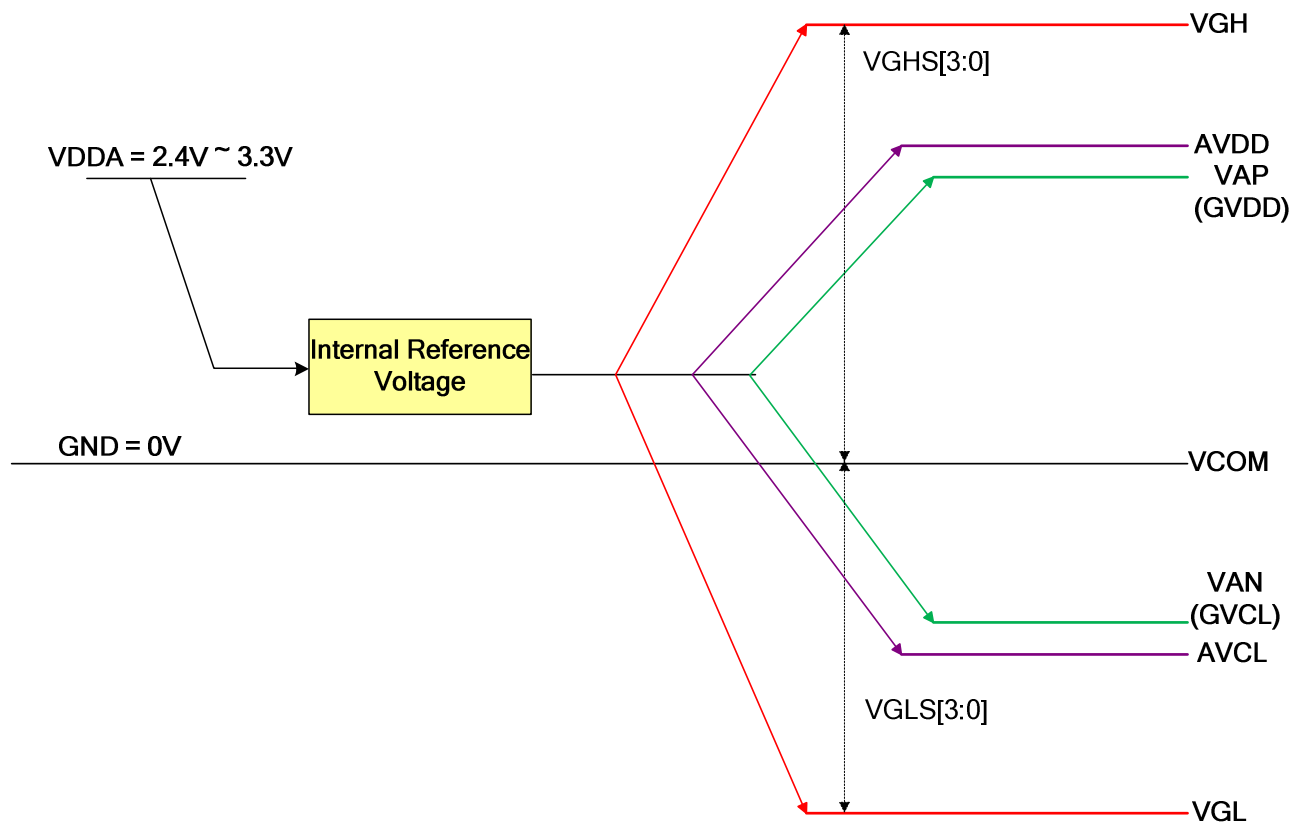 VGH
VGHS[3:0]
AVDD
VDDA = 2.4V ~ 3.3V
VAP
(GVDD)
Internal Reference
Voltage
GND = 0V
VCOM
VAN
(GVCL)
AVCL
VGLS[3:0]
VGL